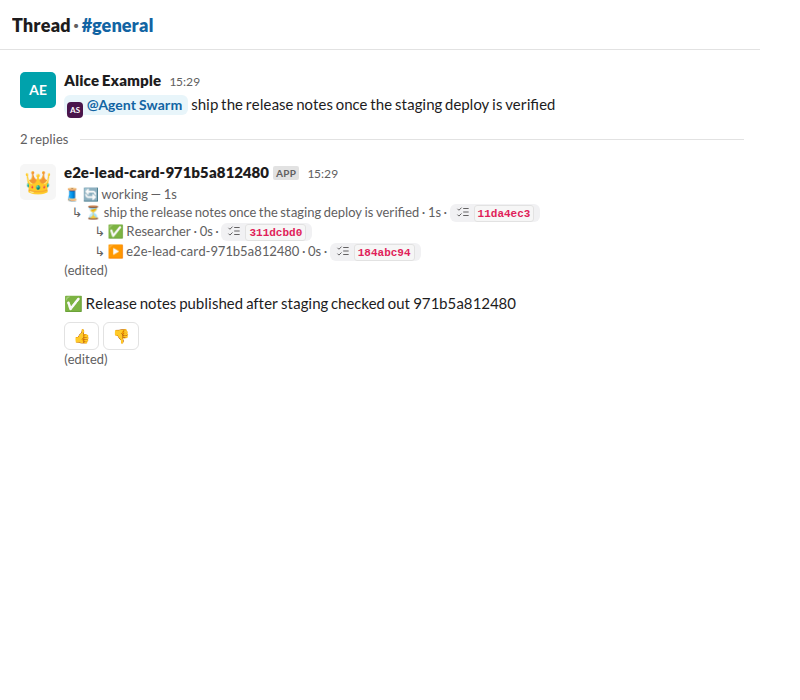 Thread · #general
AE
Alice Example 15:29
AS @Agent Swarm ship the release notes once the staging deploy is verified
2 replies
e2e-lead-card-971b5a812480 APP 15:29
🧵 🔄 working — 1s
↳ ⏳ ship the release notes once the staging deploy is verified · 1s · 11da4ec3
↳ ✅ Researcher · 0s · 311dcbd0
↳ ▶️ e2e-lead-card-971b5a812480 · 0s · 184abc94
(edited)
✅ Release notes published after staging checked out 971b5a812480
👍 👎
(edited)